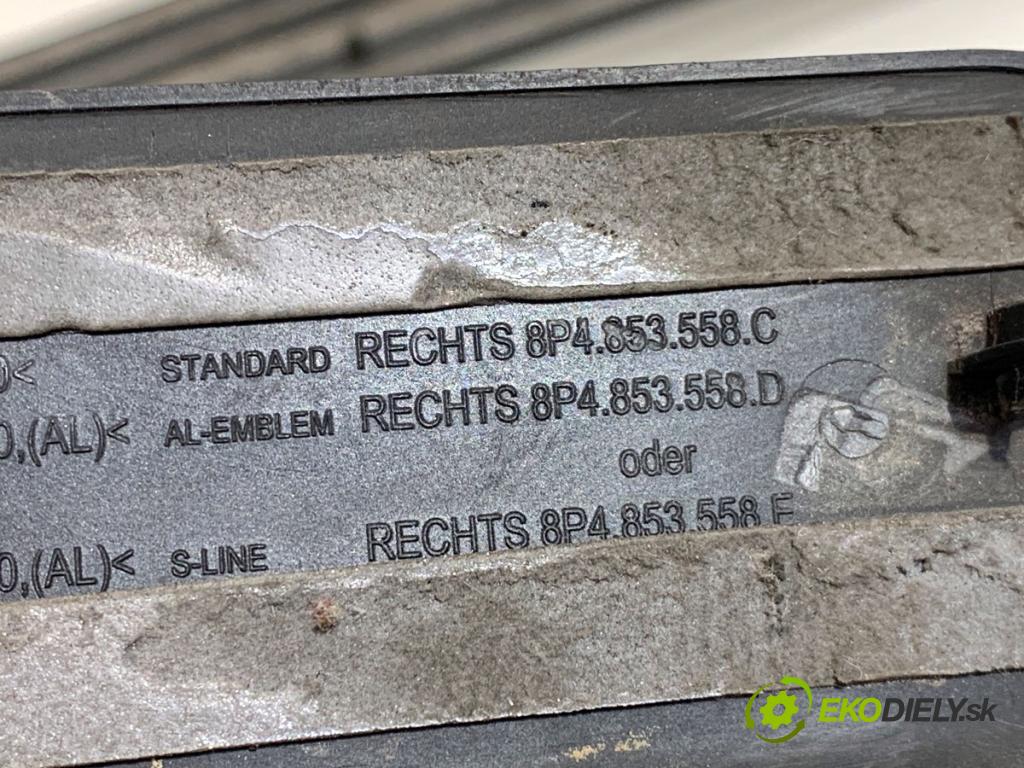 0< STANDARD RECHTS 8P4.853.558.C
0,(AL)< AL-EMBLEM RECHTS 8P4.853.558.D
oder
0,(AL)< S-LINE RECHTS 8P4.853.558.E
EKODIELY.sk